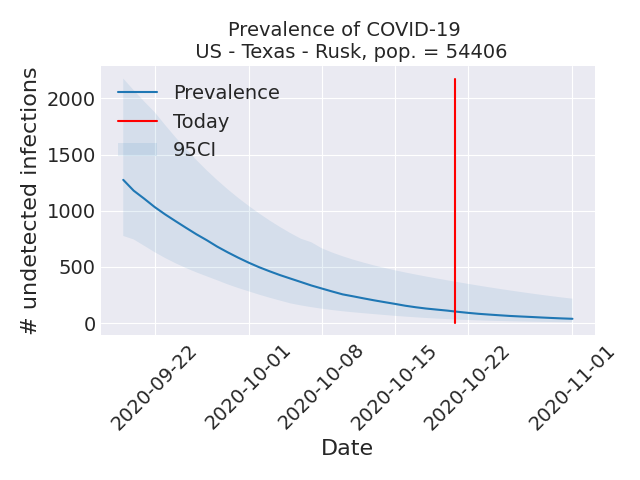 Prevalence of COVID-19
US - Texas - Rusk, pop. = 54406
# undetected infections
2000
1500
1000
500
0
Prevalence
Today
95CI
2020-09-22
2020-10-01
2020-10-08
2020-10-15
2020-10-22
2020-11-01
Date